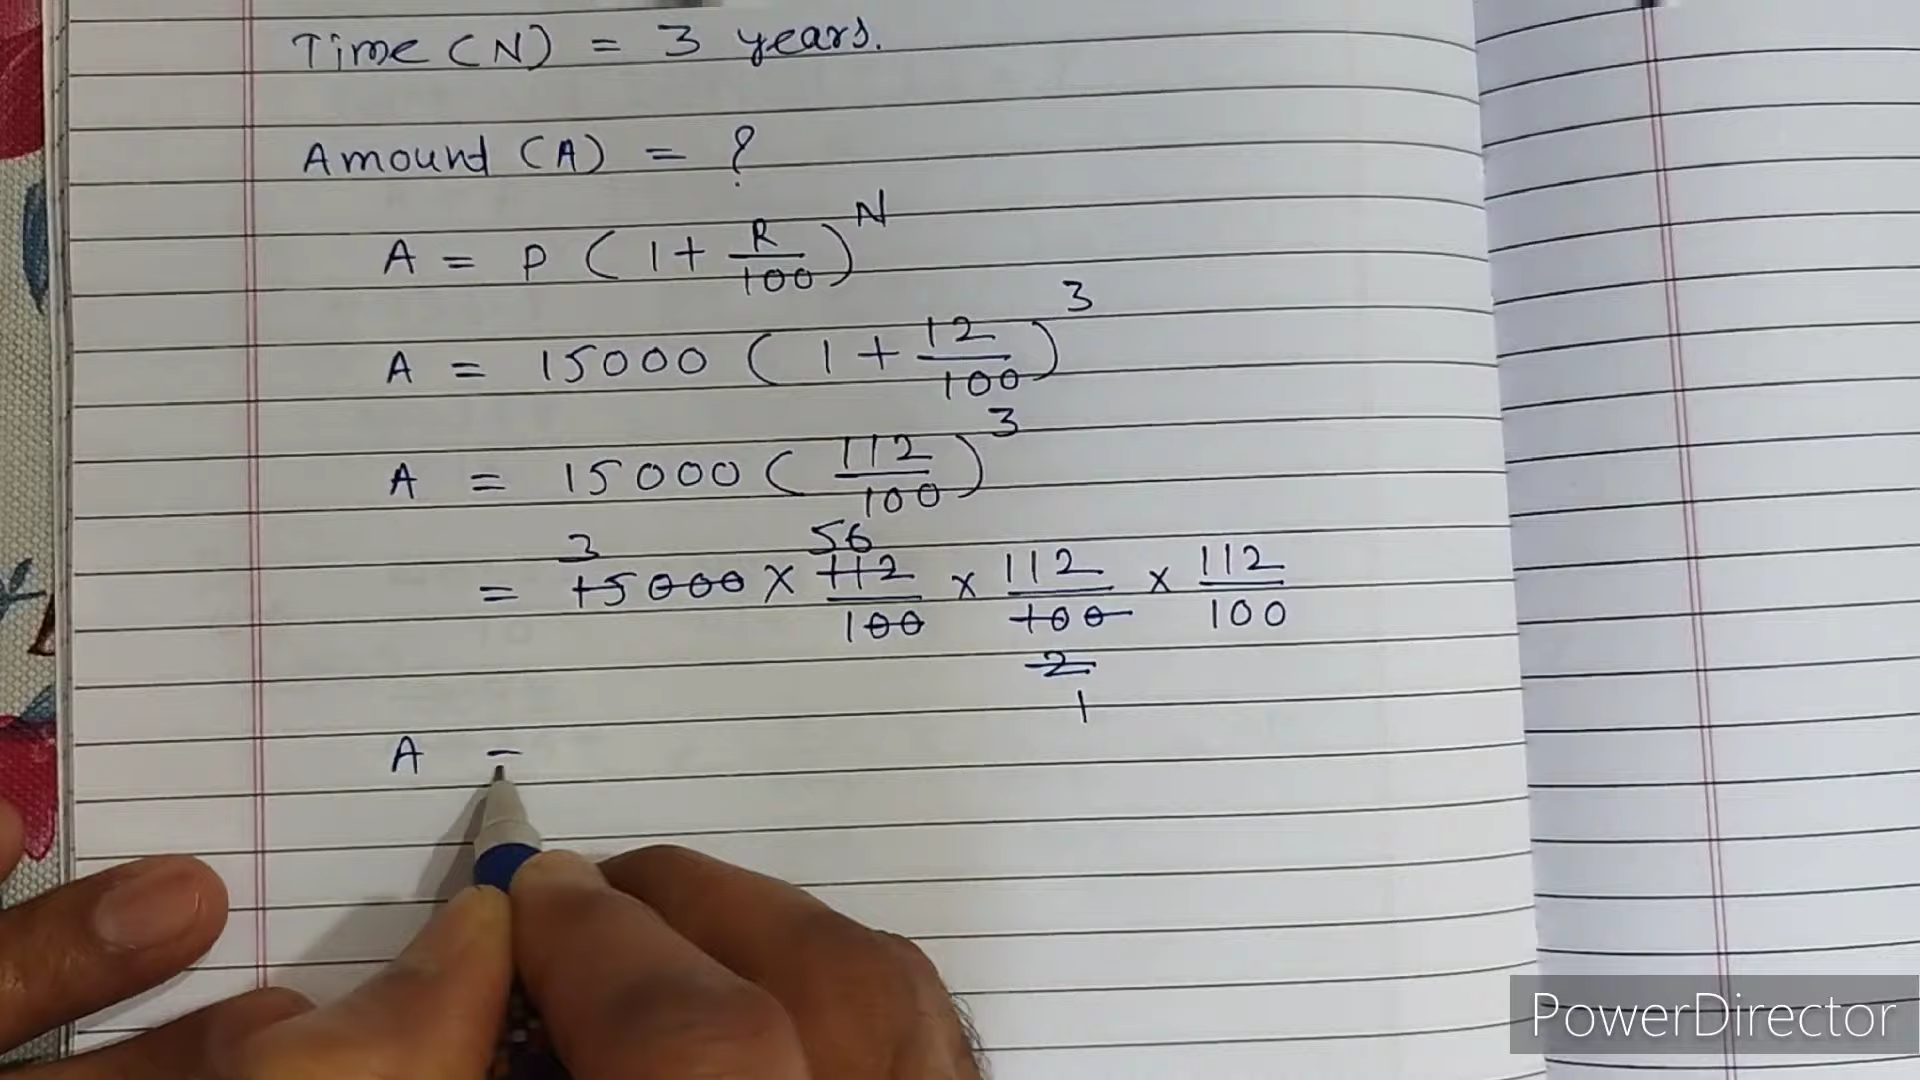 Time (N) = 3 years.
Amount (A) = ?
A = P ( 1 + R/100 )^N
A = 15000 ( 1 + 12/100 )^3
A = 15000 ( 112/100 )^3
3 56
= 15000 × 112/100 × 112/100 × 112/100
2
1
A =
PowerDirector